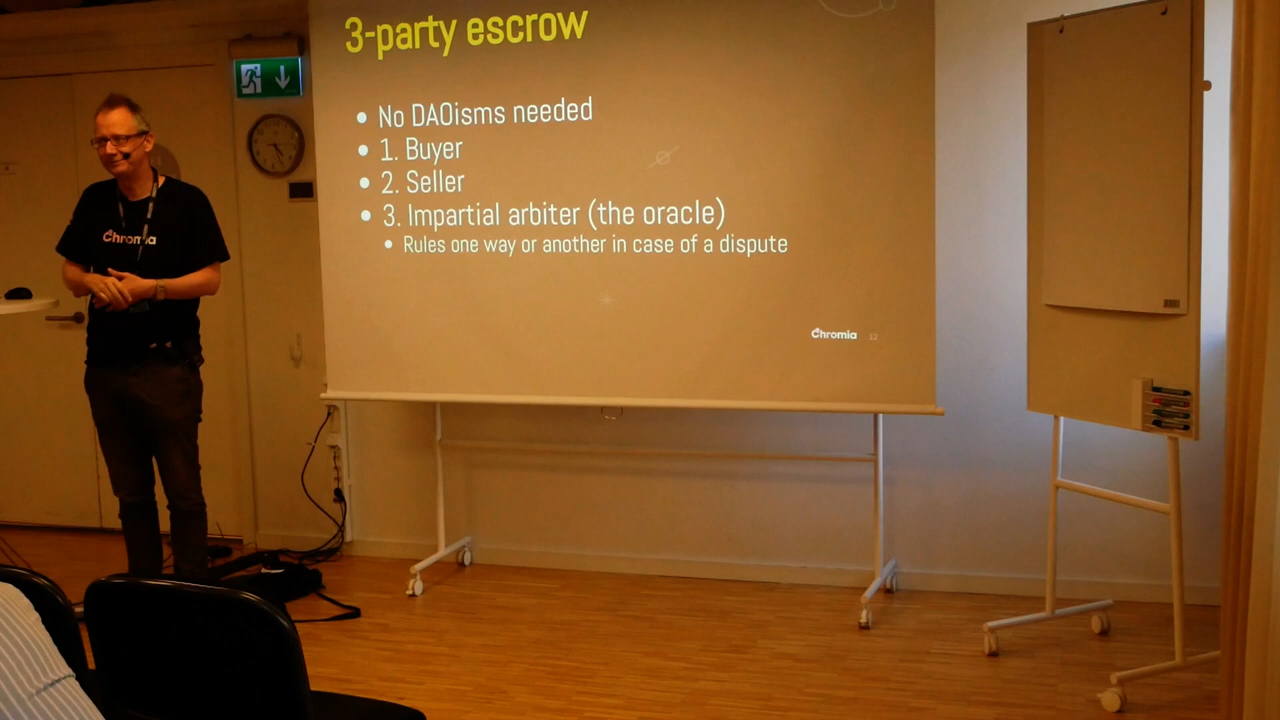 3-party escrow
• No DAOisms needed
• 1. Buyer
• 2. Seller
• 3. Impartial arbiter (the oracle)
• Rules one way or another in case of a dispute
Chromia 12
Chromia